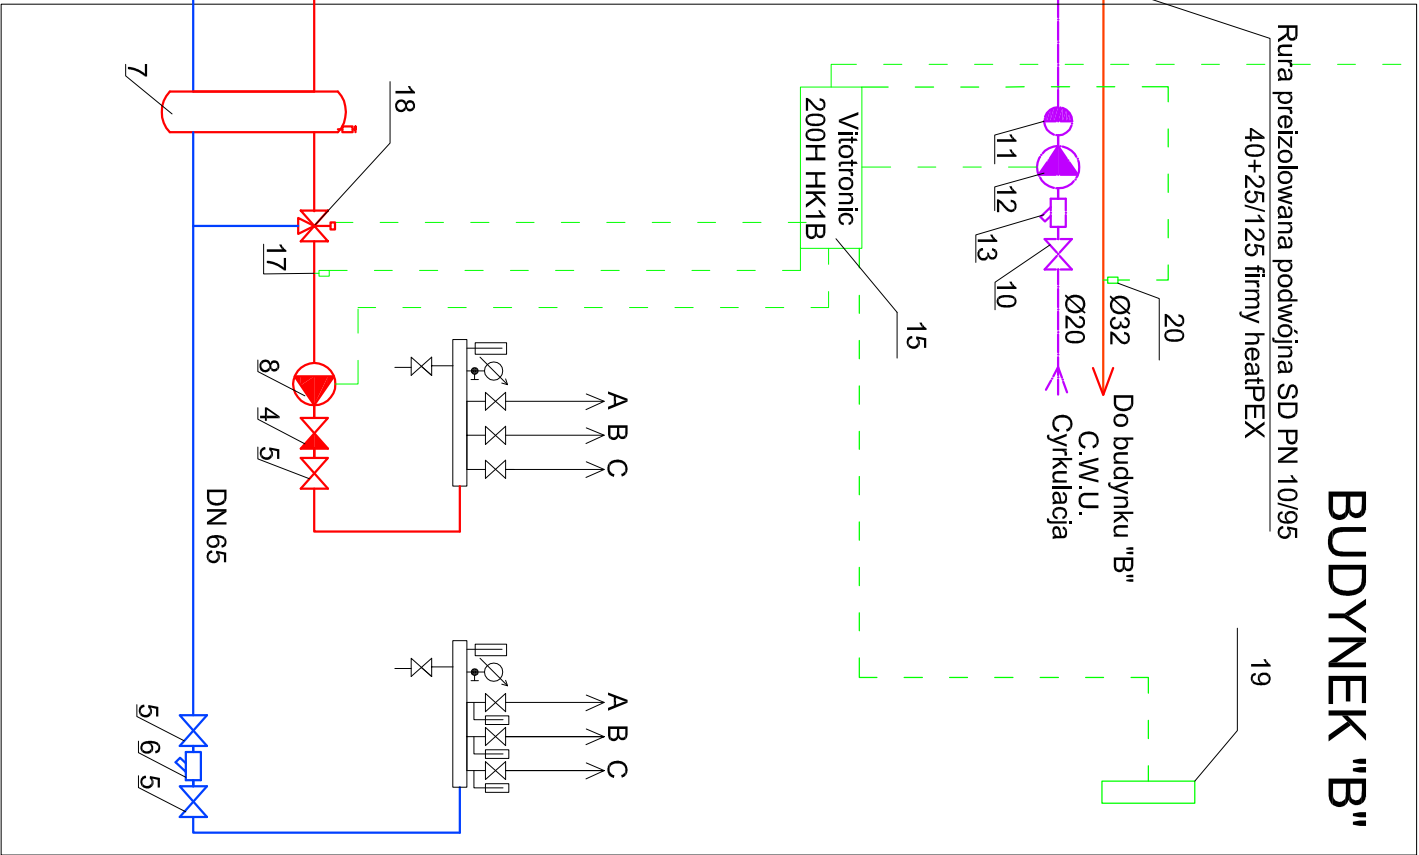 BUDYNEK "B"
Rura preizolowana podwójna SD PN 10/95
40+25/125 firmy heatPEX
19
20
Do budynku "B"
Ø32
C.W.U.
Cyrkulacja
Ø20
11
12
13
10
15
Vitotronic
200H HK1B
A
B
C
A
B
C
18
17
8
4
5
DN 65
7
5
6
5